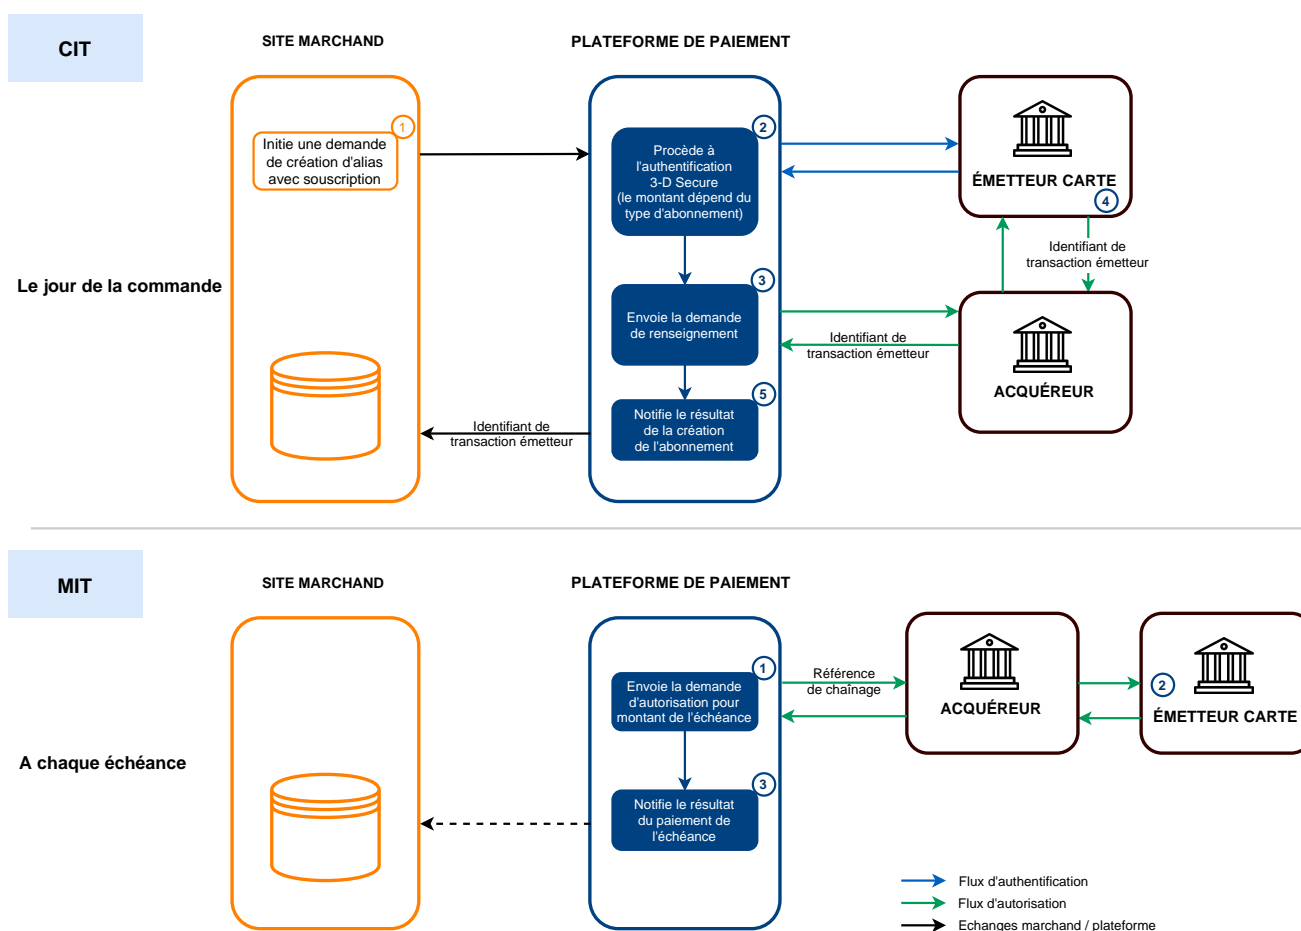 CIT
SITE MARCHAND
PLATEFORME DE PAIEMENT
1
Initie une demande
de création d'alias
avec souscription
2
Procède à
l'authentification
3-D Secure
(le montant dépend du
type d'abonnement)
ÉMETTEUR CARTE
4
Identifiant de
transaction émetteur
Le jour de la commande
3
Envoie la demande
de renseignement
Identifiant de
transaction émetteur
ACQUÉREUR
5
Notifie le résultat
de la création
de l'abonnement
Identifiant de
transaction émetteur
MIT
SITE MARCHAND
PLATEFORME DE PAIEMENT
1
Envoie la demande
d'autorisation pour
montant de l'échéance
Référence
de chaînage
ACQUÉREUR
2
ÉMETTEUR CARTE
A chaque échéance
3
Notifie le résultat
du paiement de
l'échéance
Flux d'authentification
Flux d'autorisation
Echanges marchand / plateforme